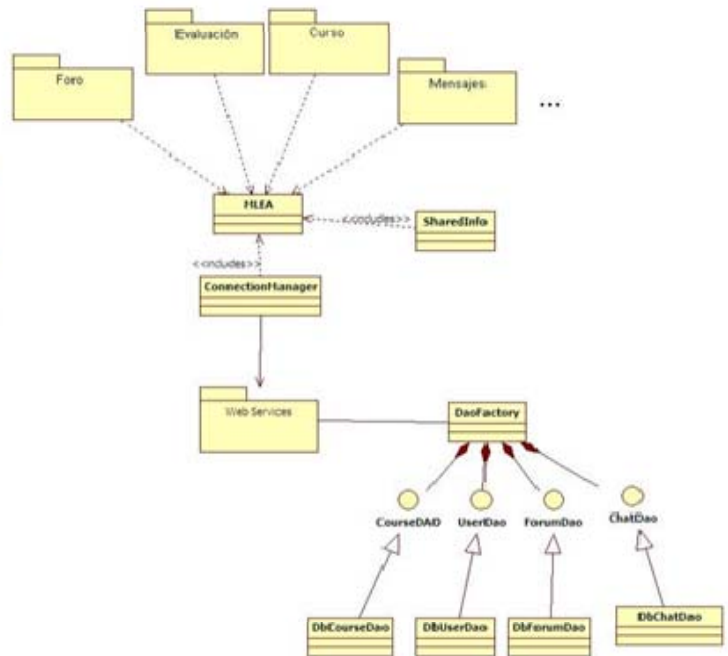 Evaluación
Curso
Foro
Mensajes
...
MLEA
<<includes>>
SharedInfo
<<includes>>
ConnectionManager
Web Services
DaoFactory
CourseDAO
UserDao
ForumDao
ChatDao
DbCourseDao
DbUserDao
DbForumDao
DbChatDao